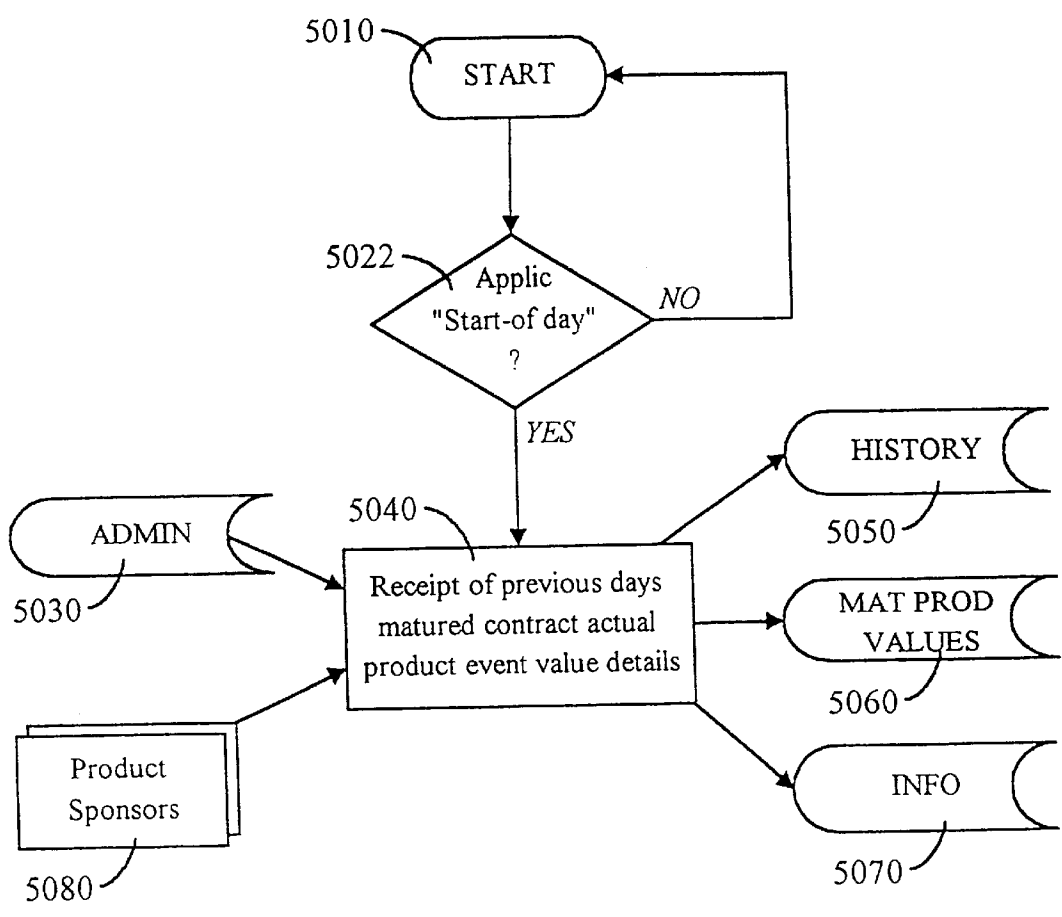 5010
START
5022
Applic
"Start-of day"
?
NO
YES
HISTORY
5050
ADMIN
5030
5040
Receipt of previous days
matured contract actual
product event value details
MAT PROD
VALUES
5060
Product
Sponsors
5080
INFO
5070